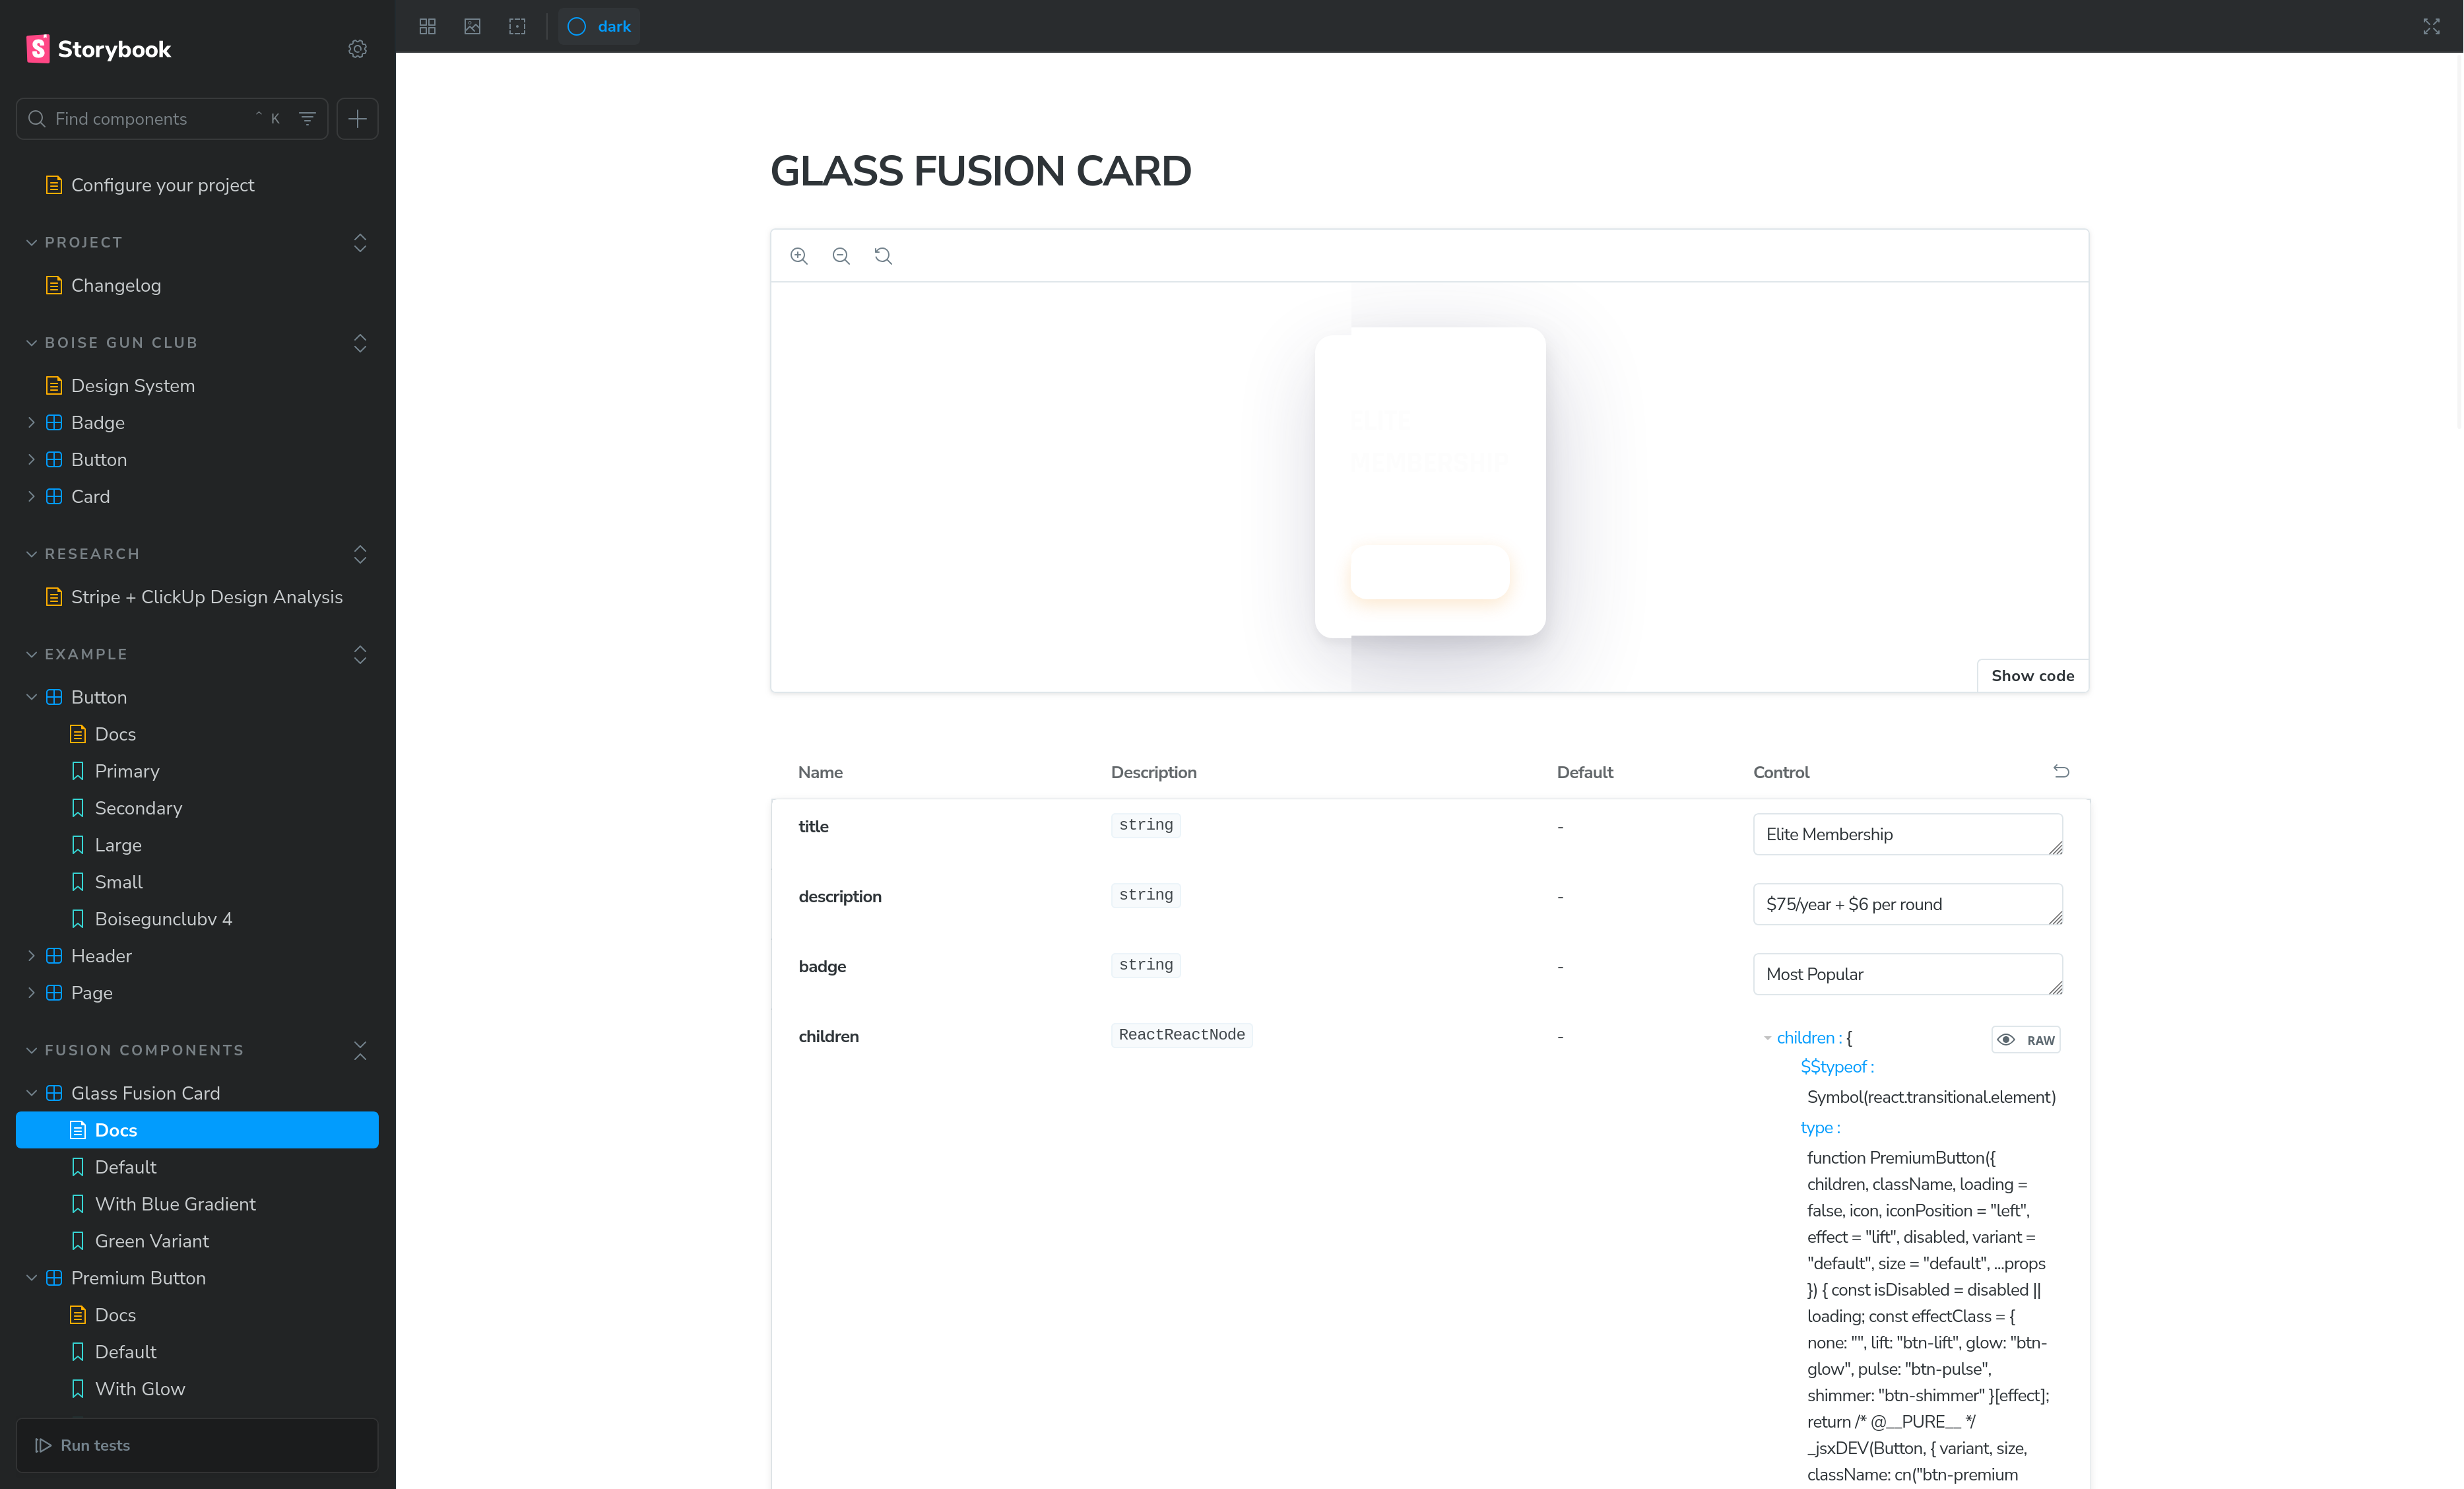 Storybook
Find components
^ K
Configure your project
PROJECT
Changelog
BOISE GUN CLUB
Design System
Badge
Button
Card
RESEARCH
Stripe + ClickUp Design Analysis
EXAMPLE
Button
Docs
Primary
Secondary
Large
Small
Boisegunclubv 4
Header
Page
FUSION COMPONENTS
Glass Fusion Card
Docs
Default
With Blue Gradient
Green Variant
Premium Button
Docs
Default
With Glow
Run tests
dark
GLASS FUSION CARD
ELITE
MEMBERSHIP
Show code
Name Description Default Control
title string - Elite Membership
description string - $75/year + $6 per round
badge string - Most Popular
children ReactReactNode - children : {
RAW
$$typeof :
Symbol(react.transitional.element)
type :
function PremiumButton({
children, className, loading =
false, icon, iconPosition = "left",
effect = "lift", disabled, variant =
"default", size = "default", ...props
}) { const isDisabled = disabled ||
loading; const effectClass = {
none: "", lift: "btn-lift", glow: "btn-
glow", pulse: "btn-pulse",
shimmer: "btn-shimmer" }[effect];
return /* @__PURE__ */
_jsxDEV(Button, { variant, size,
className: cn("btn-premium